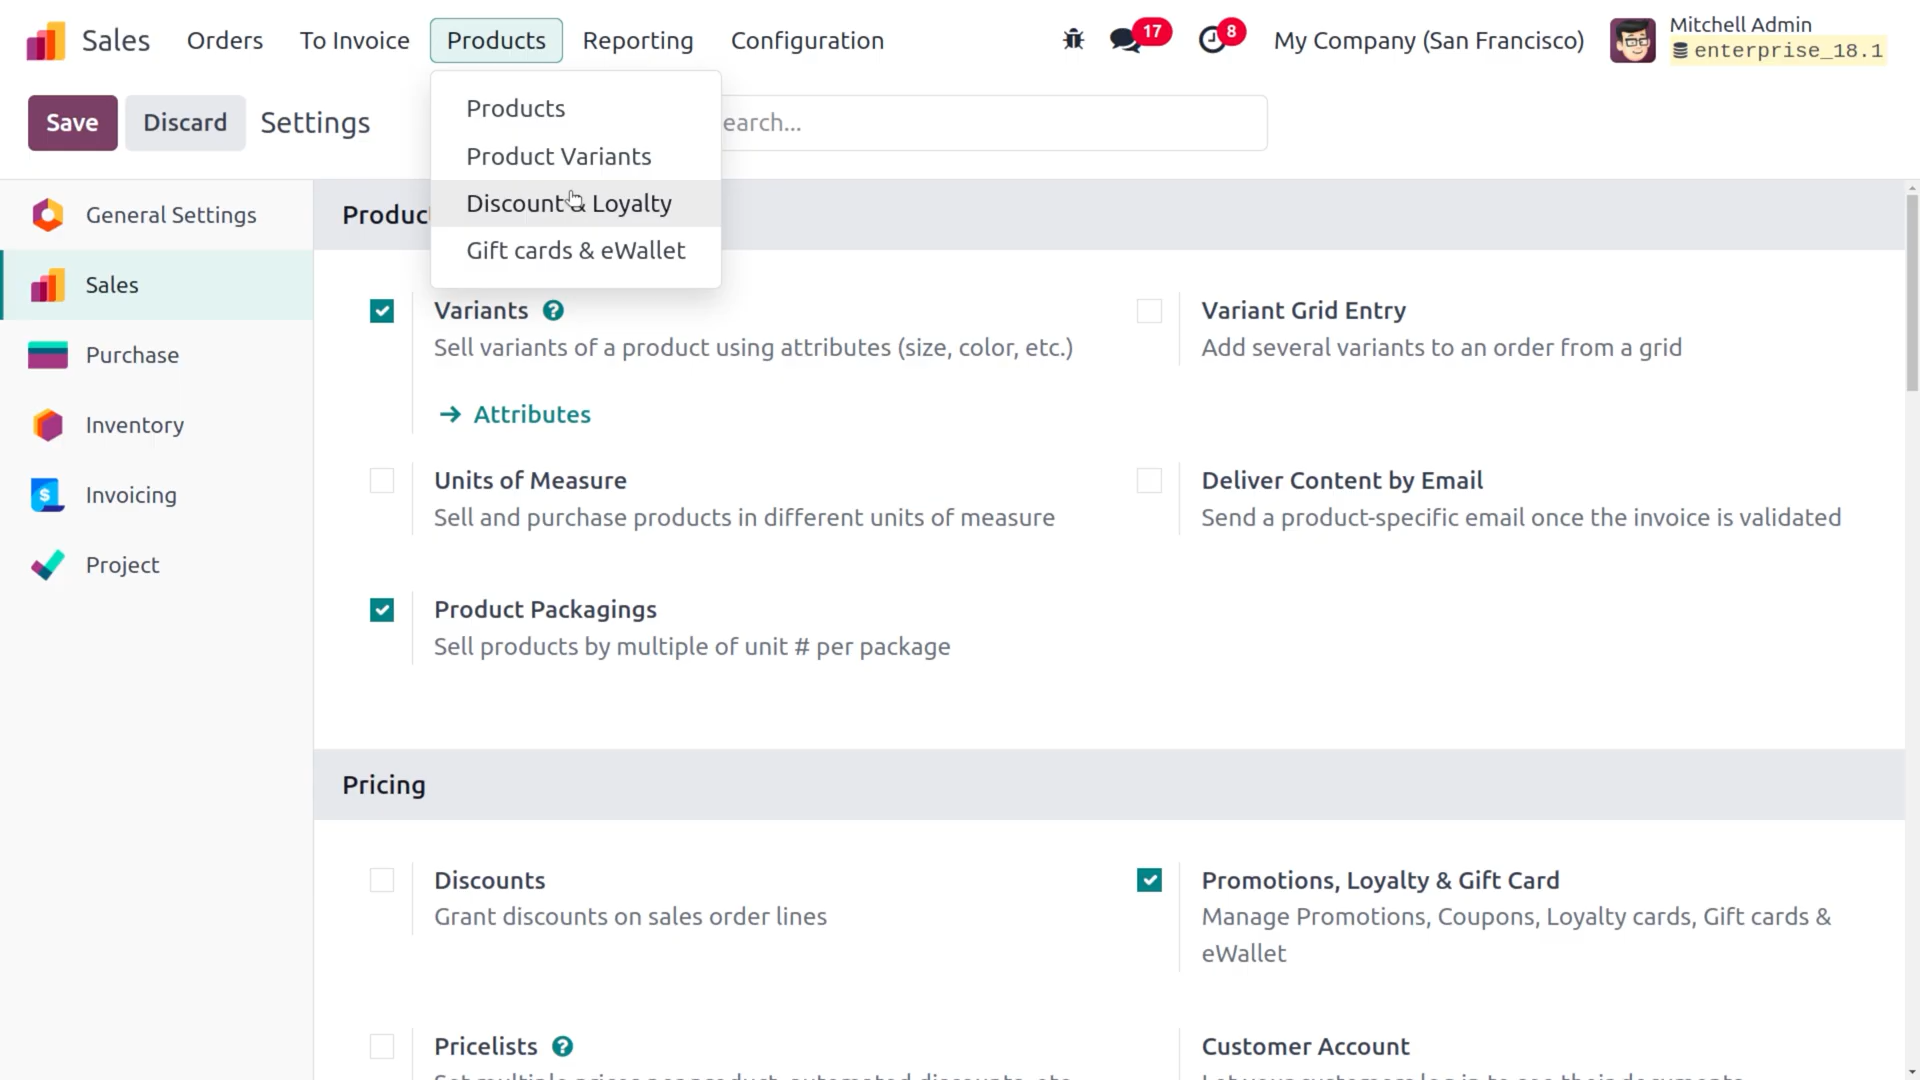 Sales
Orders
To Invoice
Products
Reporting
Configuration
17
8
My Company (San Francisco)
Mitchell Admin
enterprise_18.1
Save
Discard
Settings
earch...
Products
Product Variants
Discount & Loyalty
Gift cards & eWallet
General Settings
Sales
Purchase
Inventory
Invoicing
Project
Produc
Variants ?
Sell variants of a product using attributes (size, color, etc.)
→ Attributes
Variant Grid Entry
Add several variants to an order from a grid
Units of Measure
Sell and purchase products in different units of measure
Deliver Content by Email
Send a product-specific email once the invoice is validated
Product Packagings
Sell products by multiple of unit # per package
Pricing
Discounts
Grant discounts on sales order lines
Promotions, Loyalty & Gift Card
Manage Promotions, Coupons, Loyalty cards, Gift cards &
eWallet
Pricelists ?
Customer Account